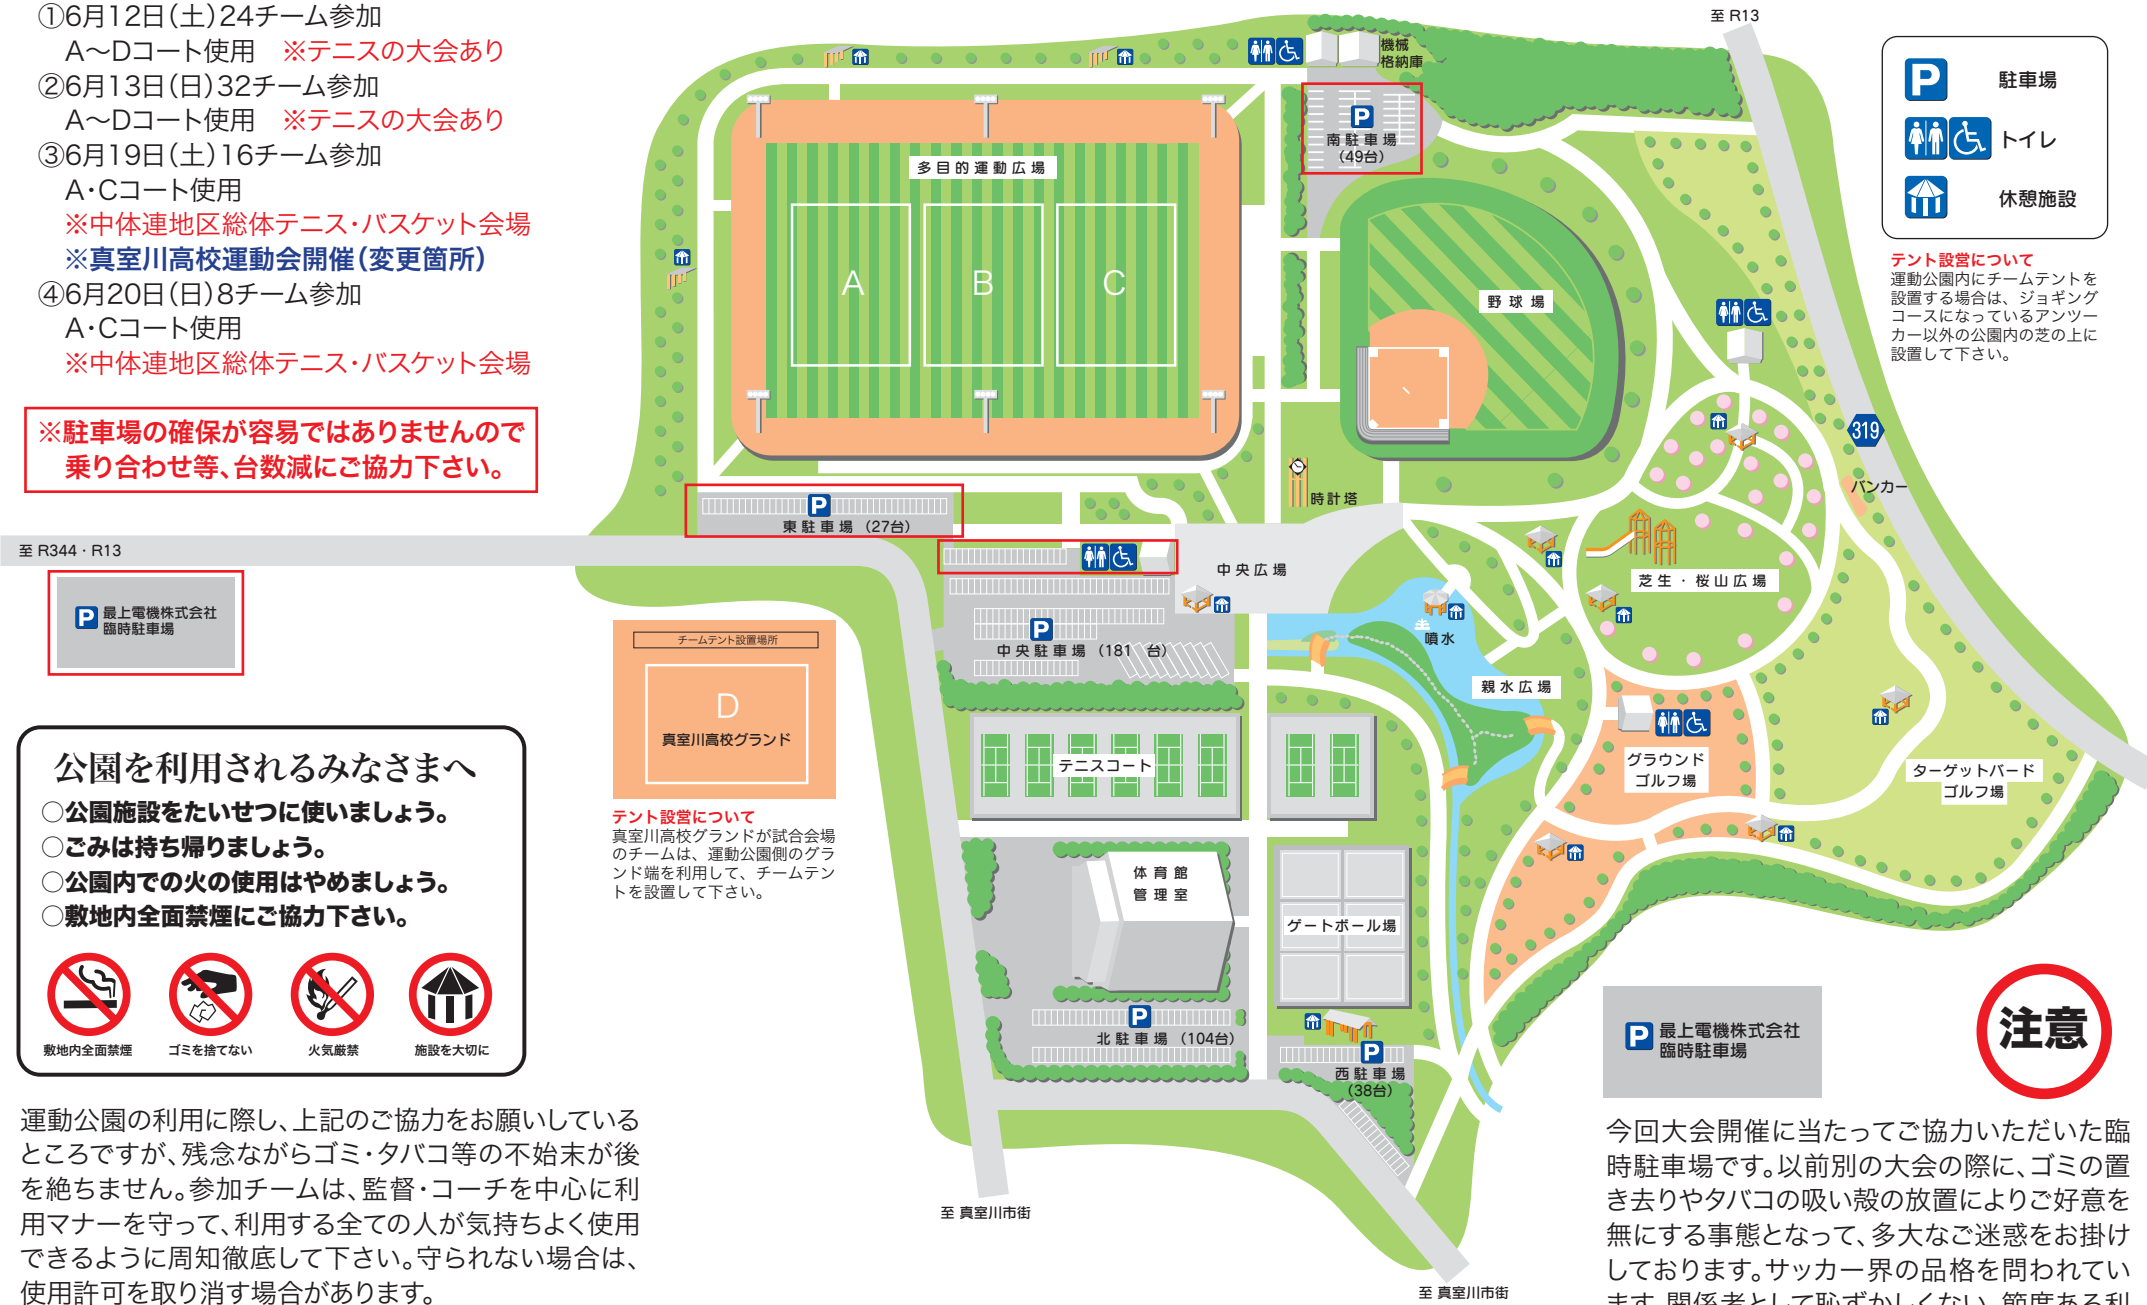 ①6月12日(土)24チーム参加
A〜Dコート使用　※テニスの大会あり
②6月13日(日)32チーム参加
A〜Dコート使用　※テニスの大会あり
③6月19日(土)16チーム参加
A・Cコート使用
※中体連地区総体テニス・バスケット会場
※真室川高校運動会開催(変更箇所)
④6月20日(日)8チーム参加
A・Cコート使用
※中体連地区総体テニス・バスケット会場
※駐車場の確保が容易ではありませんので
乗り合わせ等、台数減にご協力下さい。
至 R344・R13
P 最上電機株式会社
臨時駐車場
公園を利用されるみなさまへ
○公園施設をたいせつに使いましょう。
○ごみは持ち帰りましょう。
○公園内での火の使用はやめましょう。
○敷地内全面禁煙にご協力下さい。
敷地内全面禁煙
ゴミを捨てない
火気厳禁
施設を大切に
運動公園の利用に際し、上記のご協力をお願いしている
ところですが、残念ながらゴミ・タバコ等の不始末が後
を絶ちません。参加チームは、監督・コーチを中心に利
用マナーを守って、利用する全ての人が気持ちよく使用
できるように周知徹底して下さい。守られない場合は、
使用許可を取り消す場合があります。
多目的運動広場
A
B
C
機械
格納庫
P
南駐車場
(49台)
至 R13
野球場
時計塔
P
東駐車場 (27台)
中央広場
P
中央駐車場 (181 台)
チームテント設置場所
D
真室川高校グランド
テント設営について
真室川高校グランドが試合会場
のチームは、運動公園側のグラ
ンド端を利用して、チームテン
トを設置して下さい。
テニスコート
体育館
管理室
ゲートボール場
P
北駐車場 (104台)
P
西駐車場
(38台)
至 真室川市街
至 真室川市街
噴水
親水広場
芝生・桜山広場
バンカー
319
グラウンド
ゴルフ場
ターゲットバード
ゴルフ場
P 駐車場
トイレ
休憩施設
テント設営について
運動公園内にチームテントを
設置する場合は、ジョギング
コースになっているアンツー
カー以外の公園内の芝の上に
設置して下さい。
P 最上電機株式会社
臨時駐車場
注意
今回大会開催に当たってご協力いただいた臨
時駐車場です。以前別の大会の際に、ゴミの置
き去りやタバコの吸い殻の放置によりご好意を
無にする事態となって、多大なご迷惑をお掛け
しております。サッカー界の品格を問われてい
ます。関係者として恥ずかしくない、節度ある利